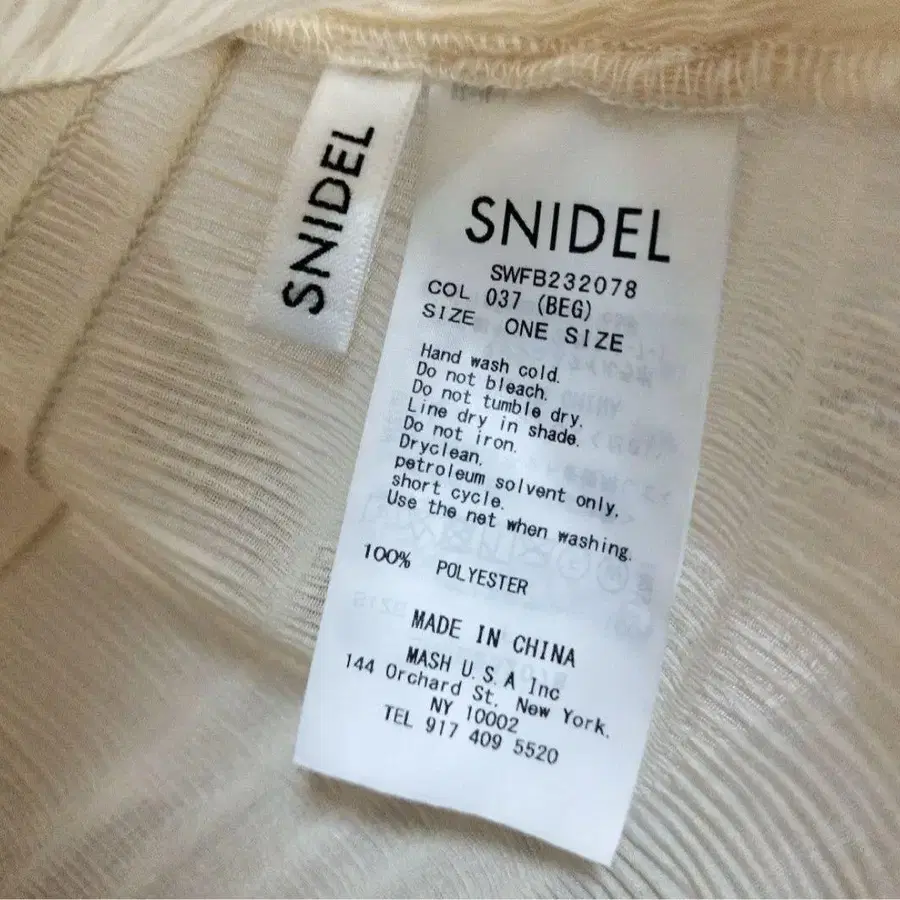 SNIDEL
SNIDEL
SWFB232078
COL 037 (BEG)
SIZE ONE SIZE
Hand wash cold.
Do not bleach.
Do not tumble dry.
Line dry in shade.
Do not iron.
Dryclean.
petroleum solvent only,
short cycle.
Use the net when washing.
100% POLYESTER
MADE IN CHINA
MASH U.S.A Inc
144 Orchard St. New York.
NY 10002
TEL 917 409 5520